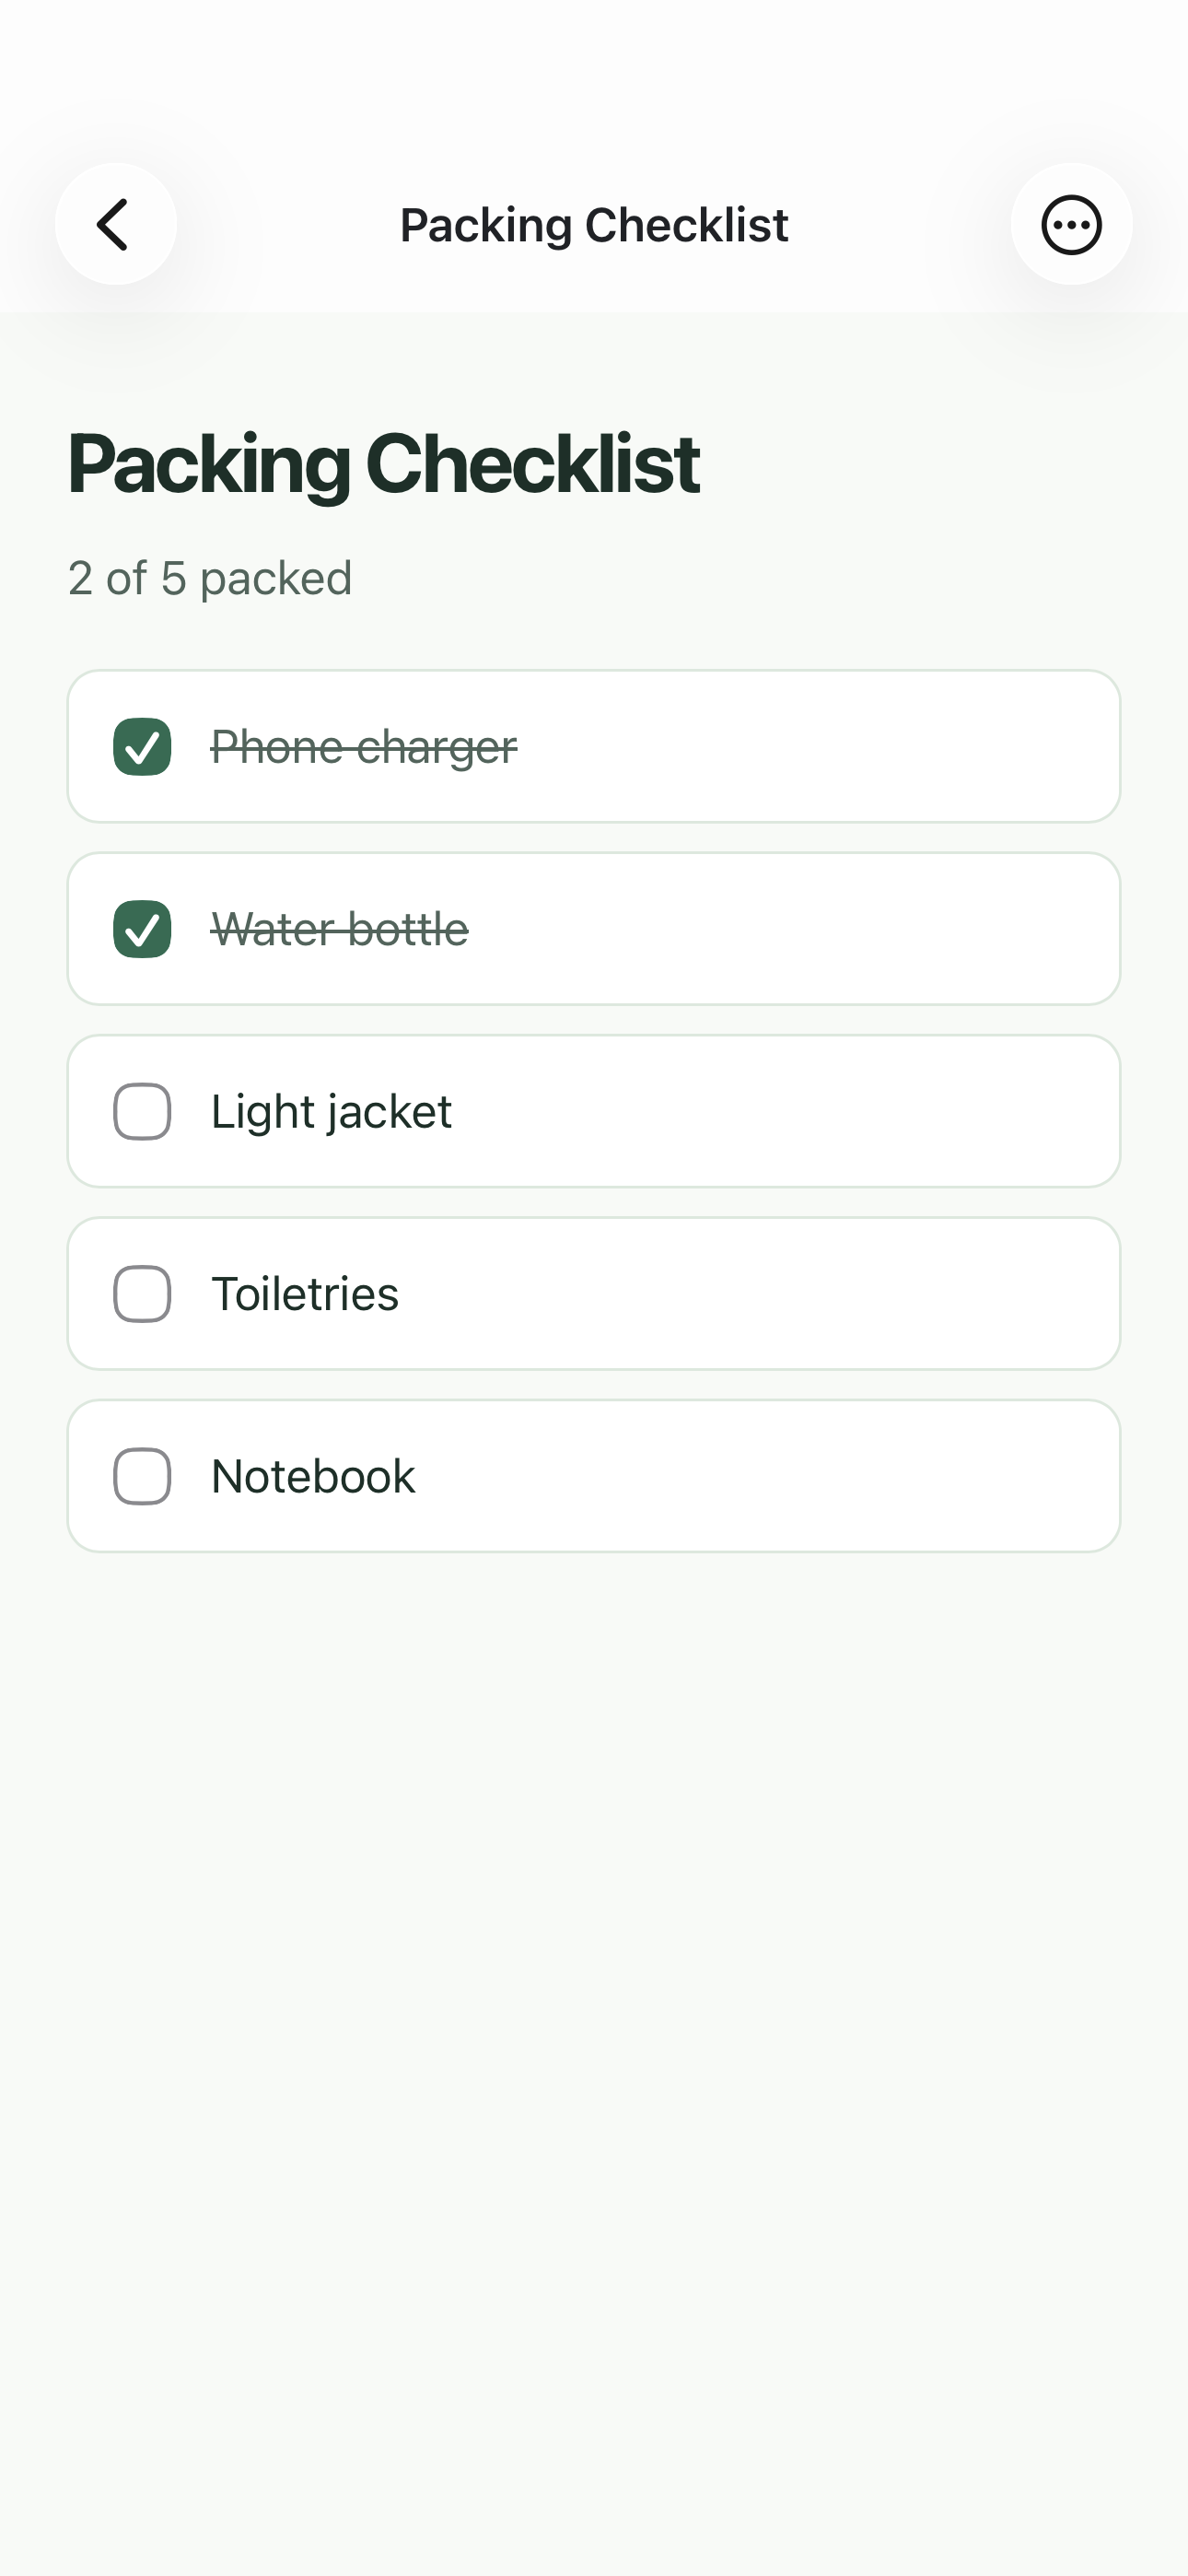 Packing Checklist
Packing Checklist
2 of 5 packed
Phone charger
Water bottle
Light jacket
Toiletries
Notebook